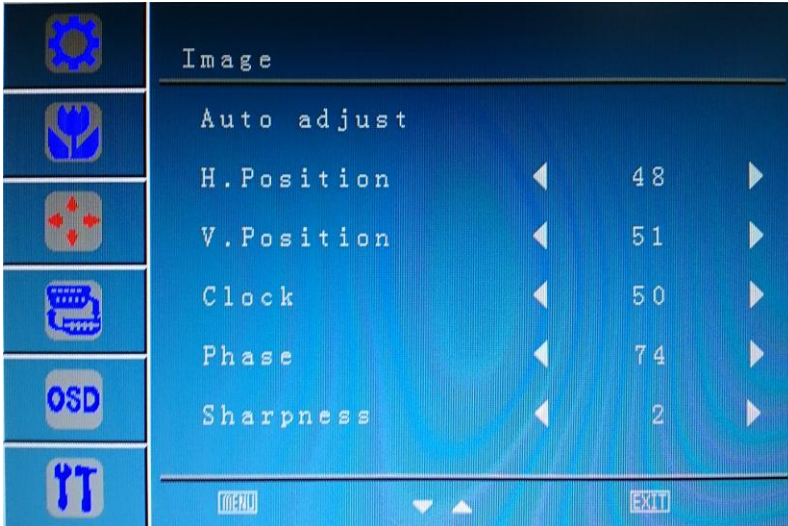 Image
Auto adjust
H.Position 48
V.Position 51
Clock 50
Phase 74
Sharpness 2
OSD
MENU EXIT